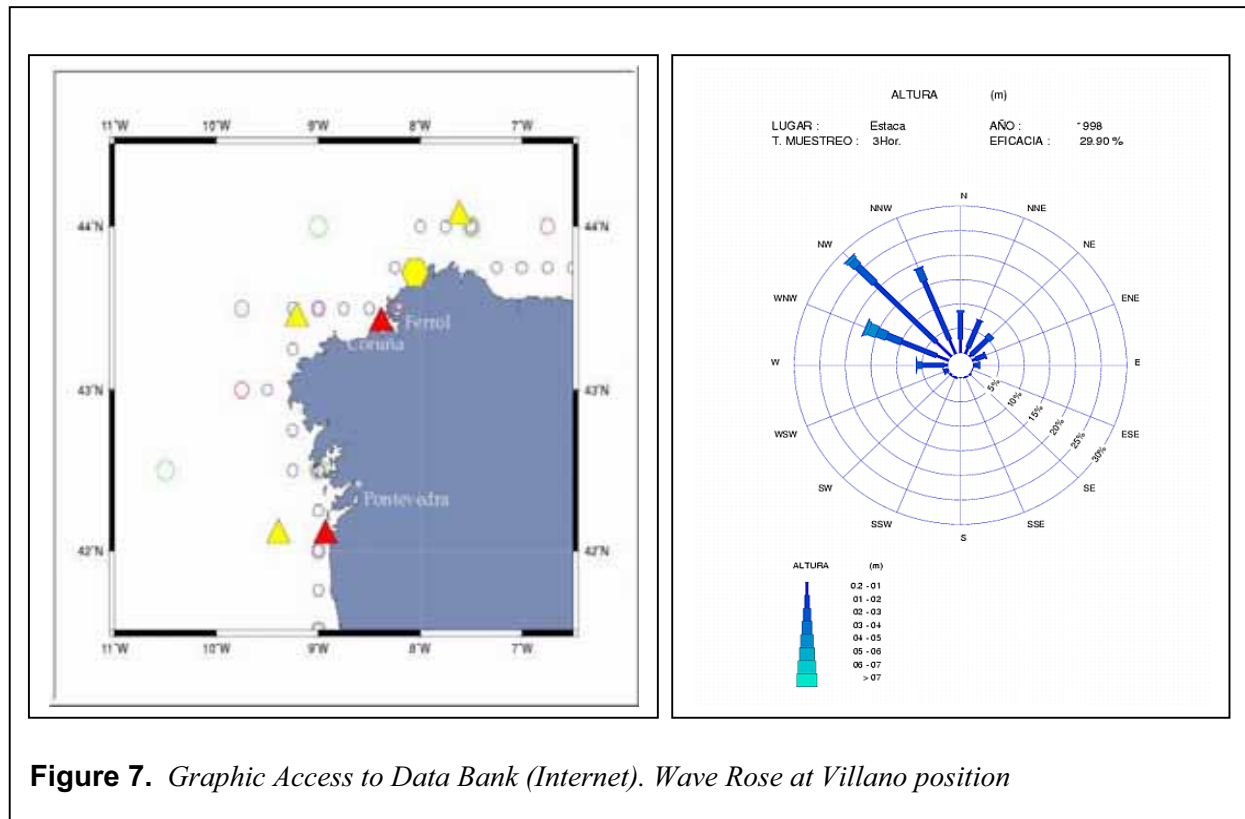 11°W 10°W 9°W 8°W 7°W
44°N 44°N
Ferrol
Coruña
43°N 43°N
Pontevedra
42°N 42°N
11°W 10°W 9°W 8°W 7°W
ALTURA (m)
LUGAR : Estaca AÑO : 1998
T. MUESTREO : 3Hor. EFICACIA : 29.90 %
N
NNW NNE
NW NE
WNW ENE
W E
5%
10%
15%
20%
25%
30%
WSW ESE
SW SE
SSW SSE
S
ALTURA (m)
0.2 - 01
01 - 02
02 - 03
03 - 04
04 - 05
05 - 06
06 - 07
> 07
Figure 7. Graphic Access to Data Bank (Internet). Wave Rose at Villano position